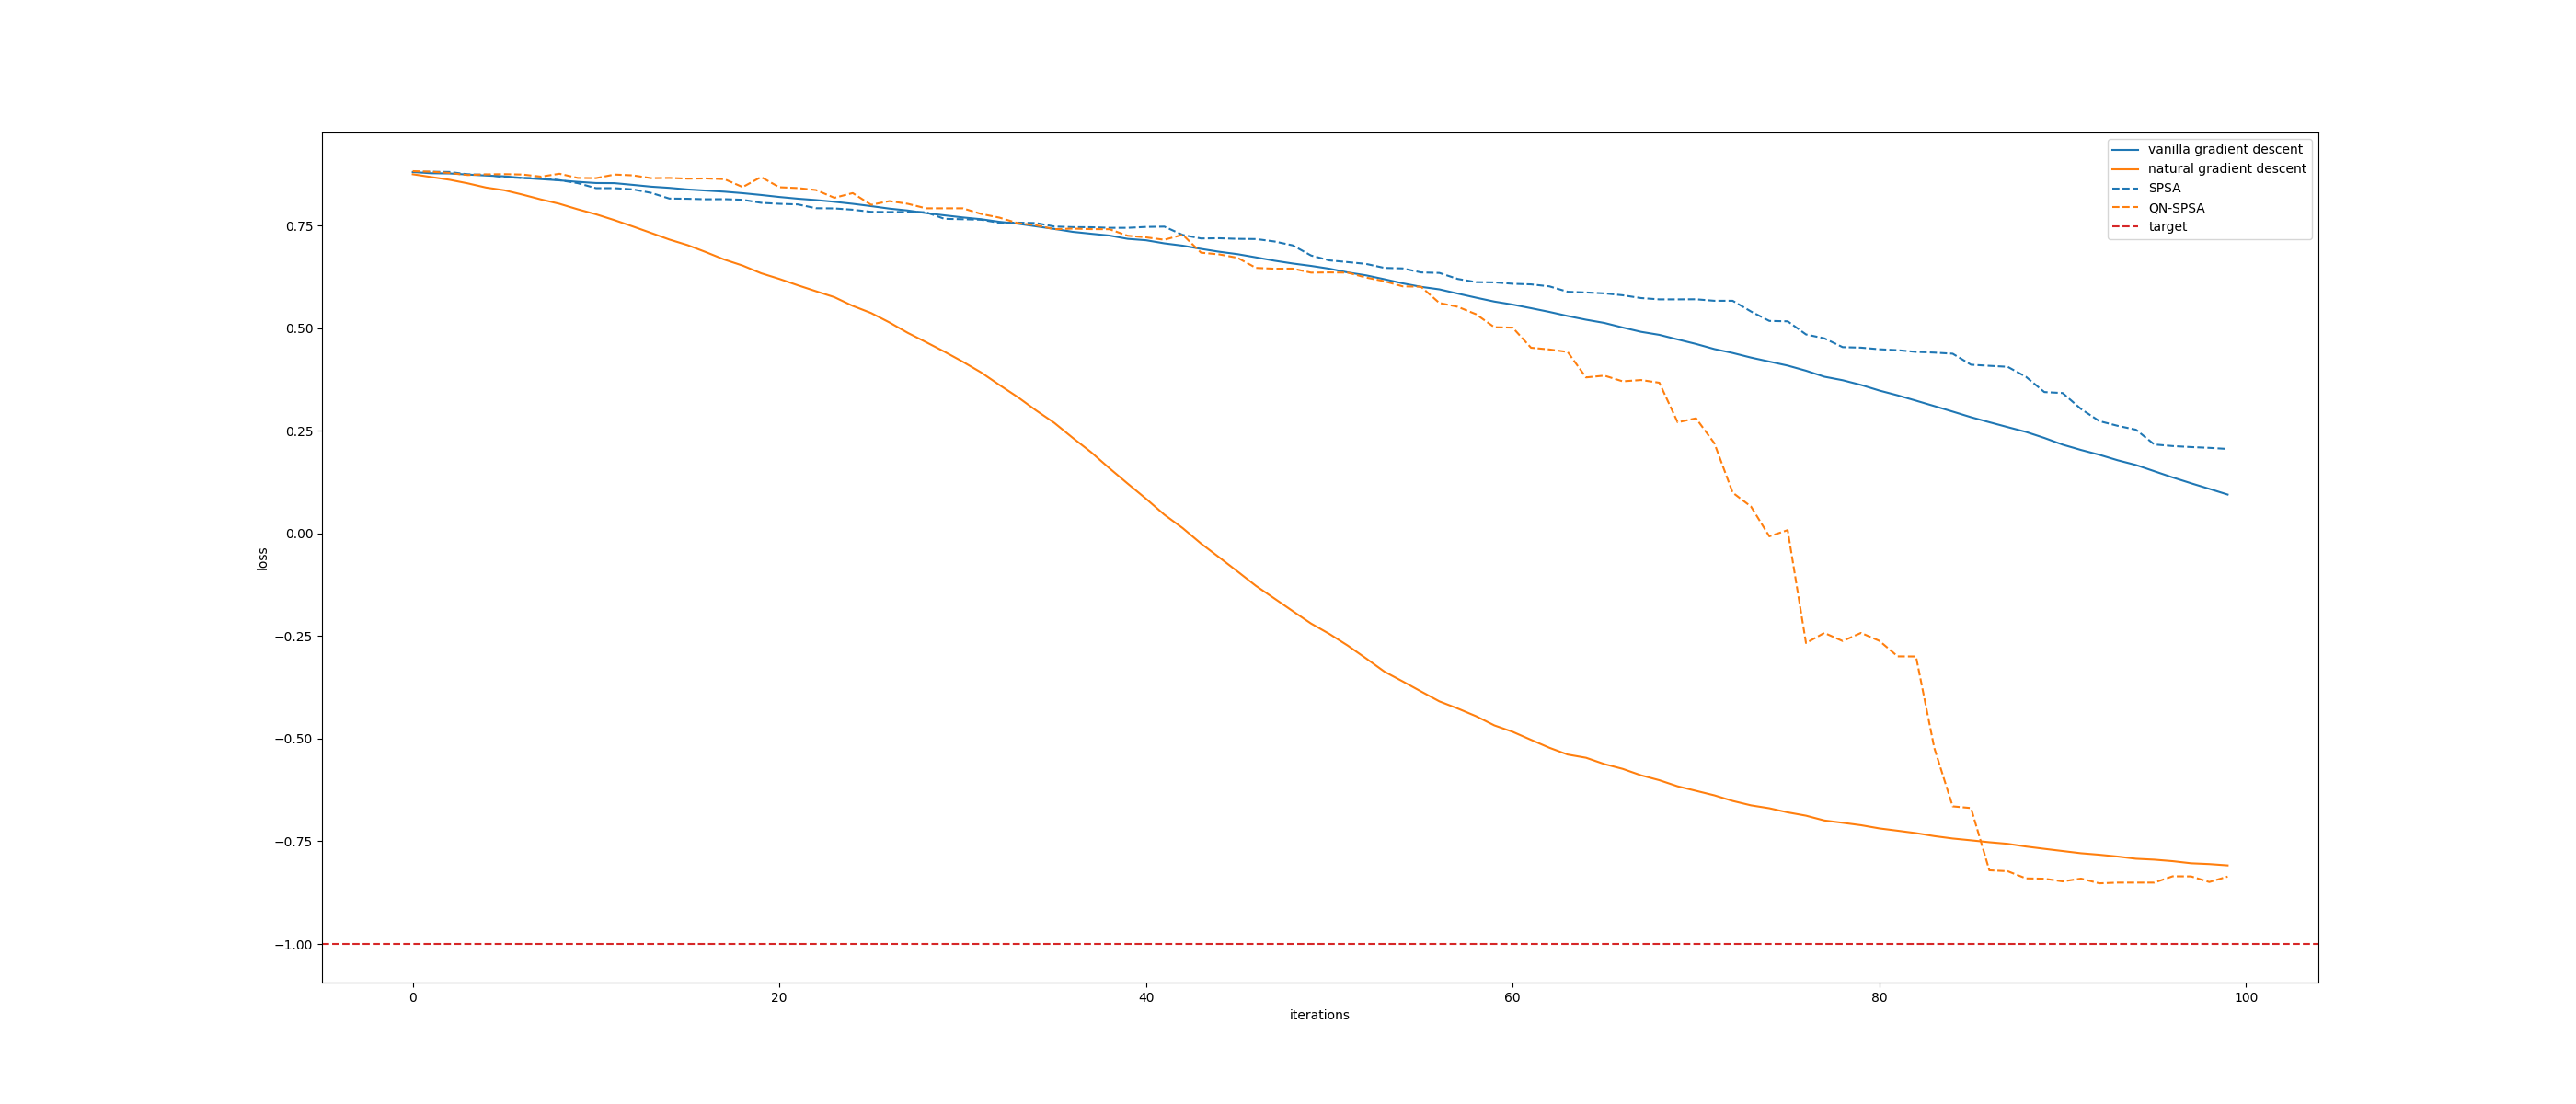 vanilla gradient descent
natural gradient descent
SPSA
QN-SPSA
target
0.75
0.50
0.25
0.00
−0.25
−0.50
−0.75
−1.00
loss
0 20 40 60 80 100
iterations